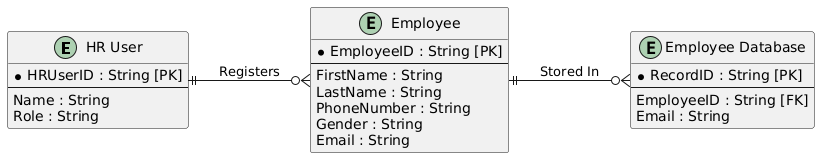 E HR User
* HRUserID : String [PK]
Name : String
Role : String
Registers
E Employee
* EmployeeID : String [PK]
FirstName : String
LastName : String
PhoneNumber : String
Gender : String
Email : String
Stored In
E Employee Database
* RecordID : String [PK]
EmployeeID : String [FK]
Email : String